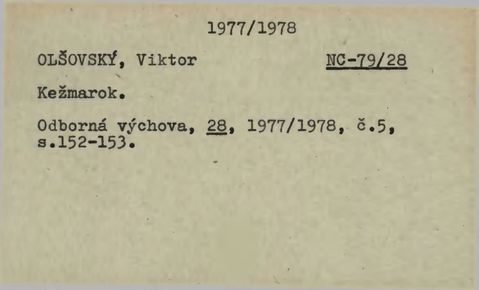 1977/1978
OLŠOVSKÝ, Viktor NC-79/28
Kežmarok.
Odborná výchova, 28, 1977/1978, č.5,
s.152-153.